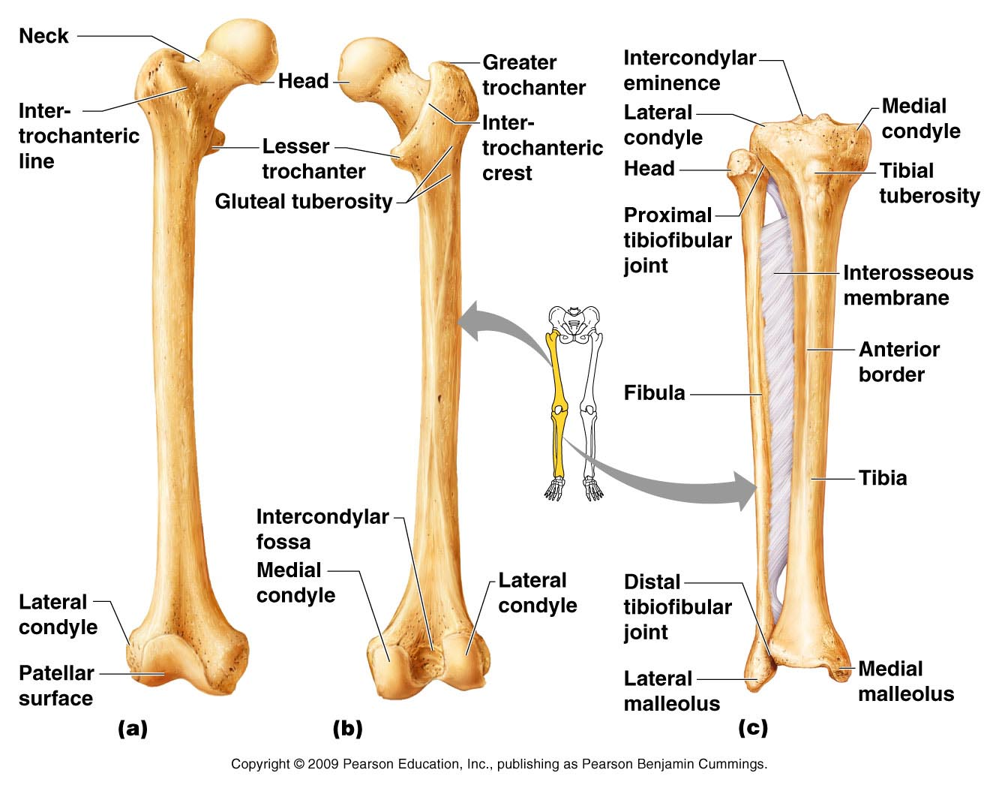 Neck
Inter-
trochanteric
line
Head
Lesser
trochanter
Gluteal tuberosity
Greater
trochanter
Inter-
trochanteric
crest
Lateral
condyle
Patellar
surface
Intercondylar
fossa
Medial
condyle
Lateral
condyle
Intercondylar
eminence
Lateral
condyle
Head
Proximal
tibiofibular
joint
Fibula
Distal
tibiofibular
joint
Lateral
malleolus
Medial
condyle
Tibial
tuberosity
Interosseous
membrane
Anterior
border
Tibia
Medial
malleolus
(a)
(b)
(c)
Copyright © 2009 Pearson Education, Inc., publishing as Pearson Benjamin Cummings.